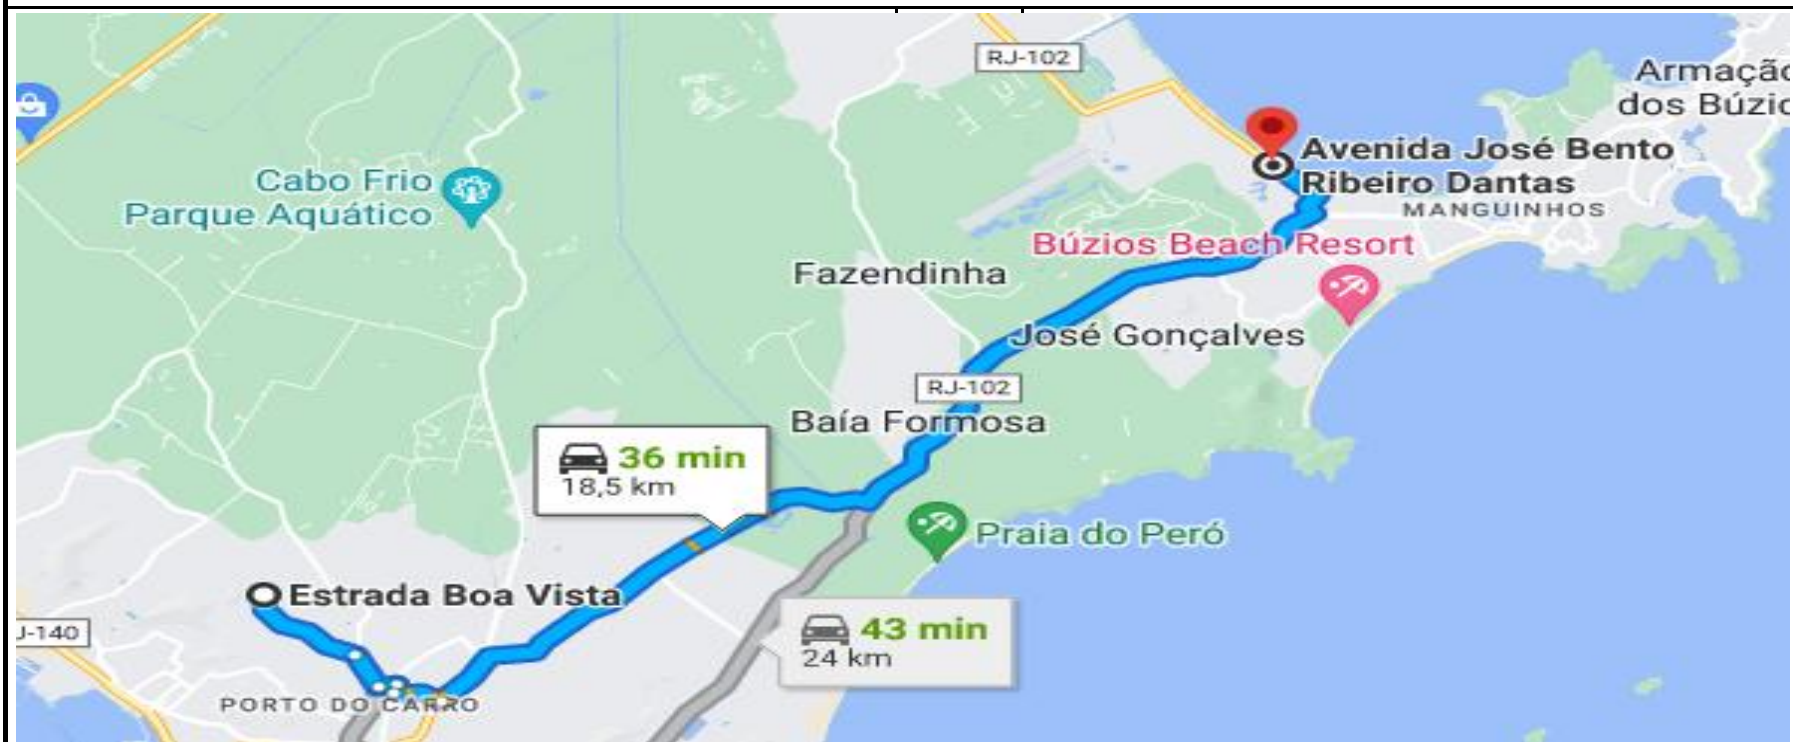 RJ-102
Armação
dos Búzio
Avenida José Bento
Ribeiro Dantas
MANGUINHOS
Cabo Frio
Parque Aquático
Búzios Beach Resort
Fazendinha
José Gonçalves
RJ-102
Baía Formosa
36 min
18,5 km
Praia do Peró
Estrada Boa Vista
J-140
43 min
24 km
PORTO DO CARRO